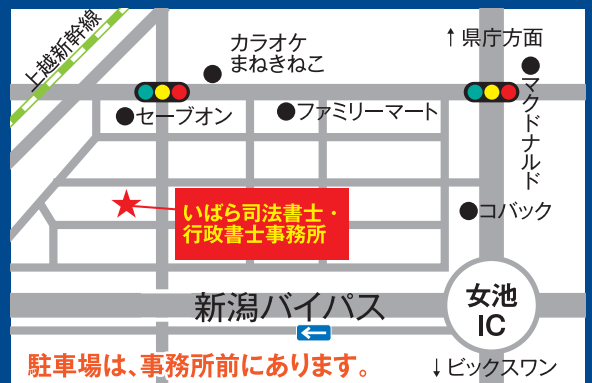 上越新幹線
カラオケ
まねきねこ
↑県庁方面
マクドナルド
セーブオン
ファミリーマート
いばら司法書士・
行政書士事務所
コバック
新潟バイパス
女池
IC
←
駐車場は、事務所前にあります。
↓ビックスワン